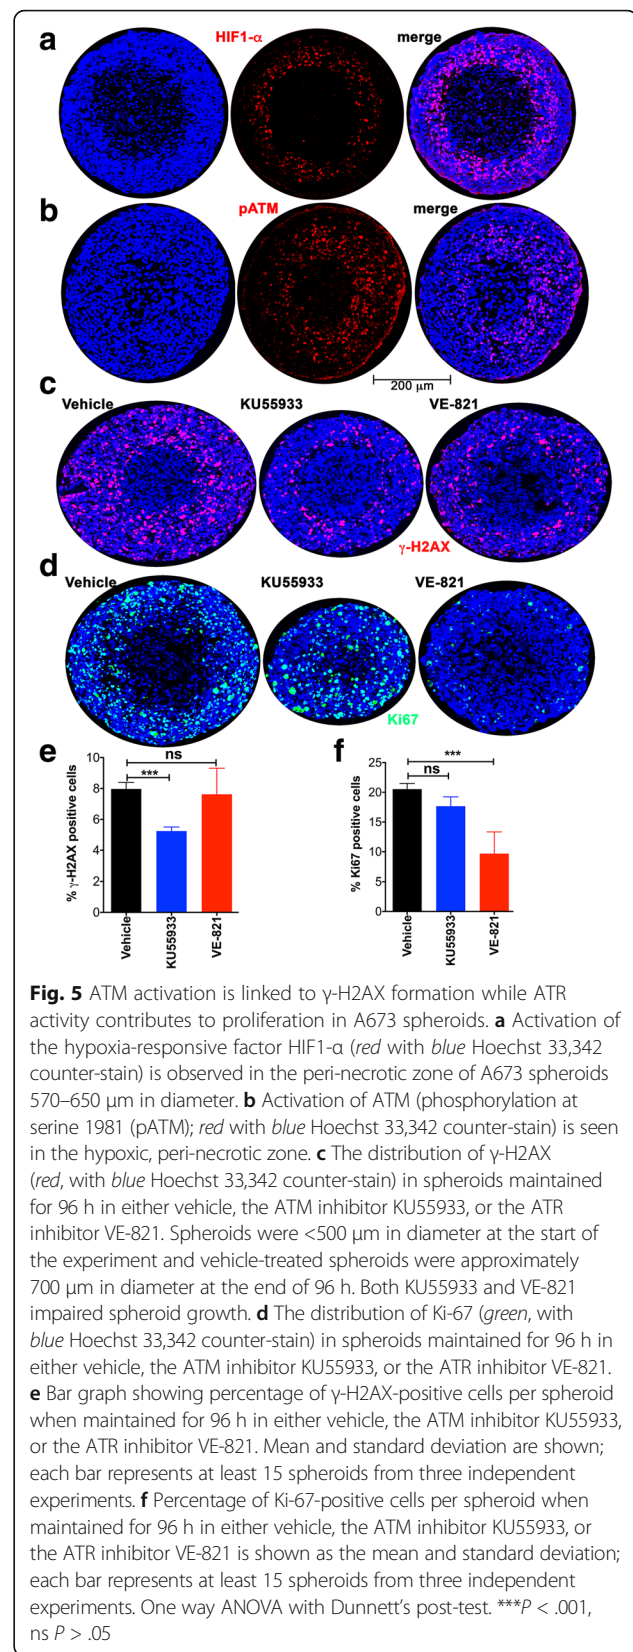 a
HIF1-α
merge
b
pATM
merge
200 μm
c
Vehicle
KU55933
VE-821
γ-H2AX
d
Vehicle
KU55933
VE-821
Ki67
e
% γ-H2AX positive cells
10
8
6
4
2
0
ns
***
Vehicle
KU55933
VE-821
f
% Ki67 positive cells
25
20
15
10
5
0
***
ns
Vehicle
KU55933
VE-821
Fig. 5 ATM activation is linked to γ-H2AX formation while ATR
activity contributes to proliferation in A673 spheroids. a Activation of
the hypoxia-responsive factor HIF1-α (red with blue Hoechst 33,342
counter-stain) is observed in the peri-necrotic zone of A673 spheroids
570–650 μm in diameter. b Activation of ATM (phosphorylation at
serine 1981 (pATM); red with blue Hoechst 33,342 counter-stain) is seen
in the hypoxic, peri-necrotic zone. c The distribution of γ-H2AX
(red, with blue Hoechst 33,342 counter-stain) in spheroids maintained
for 96 h in either vehicle, the ATM inhibitor KU55933, or the ATR
inhibitor VE-821. Spheroids were <500 μm in diameter at the start of
the experiment and vehicle-treated spheroids were approximately
700 μm in diameter at the end of 96 h. Both KU55933 and VE-821
impaired spheroid growth. d The distribution of Ki-67 (green, with
blue Hoechst 33,342 counter-stain) in spheroids maintained for 96 h in
either vehicle, the ATM inhibitor KU55933, or the ATR inhibitor VE-821.
e Bar graph showing percentage of γ-H2AX-positive cells per spheroid
when maintained for 96 h in either vehicle, the ATM inhibitor KU55933,
or the ATR inhibitor VE-821. Mean and standard deviation are shown;
each bar represents at least 15 spheroids from three independent
experiments. f Percentage of Ki-67-positive cells per spheroid when
maintained for 96 h in either vehicle, the ATM inhibitor KU55933, or
the ATR inhibitor VE-821 is shown as the mean and standard deviation;
each bar represents at least 15 spheroids from three independent
experiments. One way ANOVA with Dunnett's post-test. ***P < .001,
ns P > .05